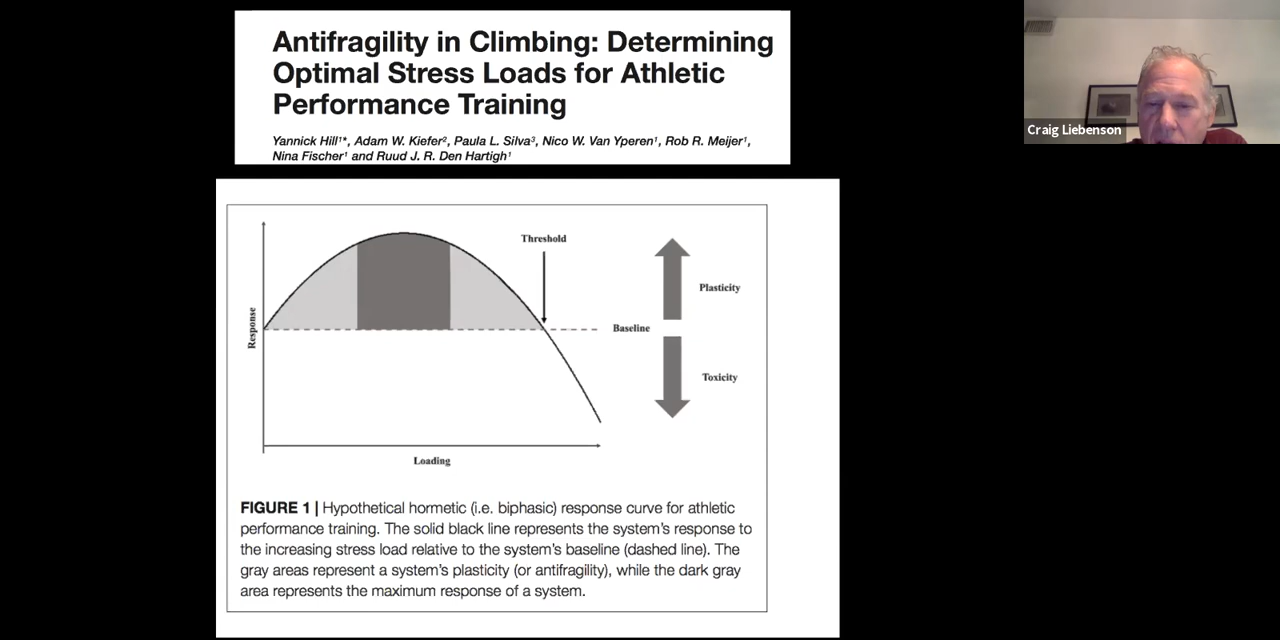 Antifragility in Climbing: Determining
Optimal Stress Loads for Athletic
Performance Training
Yannick Hill¹*, Adam W. Kiefer², Paula L. Silva³, Nico W. Van Yperen¹, Rob R. Meijer¹,
Nina Fischer¹ and Ruud J. R. Den Hartigh¹
Craig Liebenson
Threshold
Plasticity
Response
Baseline
Toxicity
Loading
FIGURE 1 | Hypothetical hormetic (i.e. biphasic) response curve for athletic
performance training. The solid black line represents the system's response to
the increasing stress load relative to the system's baseline (dashed line). The
gray areas represent a system's plasticity (or antifragility), while the dark gray
area represents the maximum response of a system.